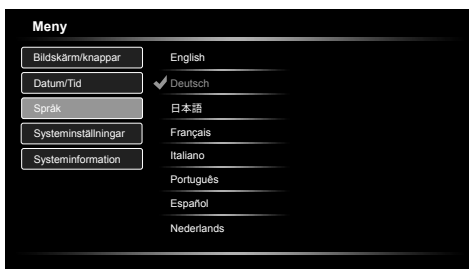 Meny
Bildskärm/knappar
Datum/Tid
Språk
Systeminställningar
Systeminformation
English
Deutsch
日本語
Français
Italiano
Português
Español
Nederlands